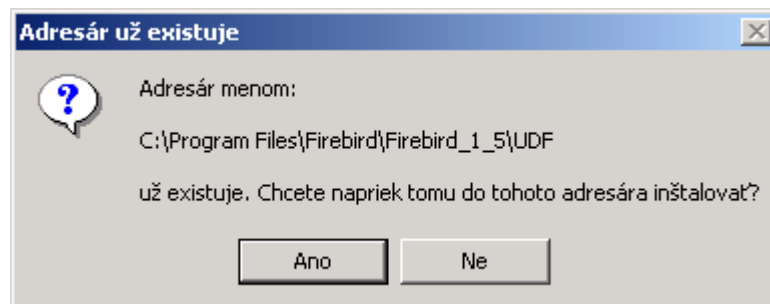 Adresár už existuje
Adresár menom:
C:\Program Files\Firebird\Firebird_1_5\UDF
už existuje. Chcete napriek tomu do tohoto adresára inštalovať?
Ano
Ne